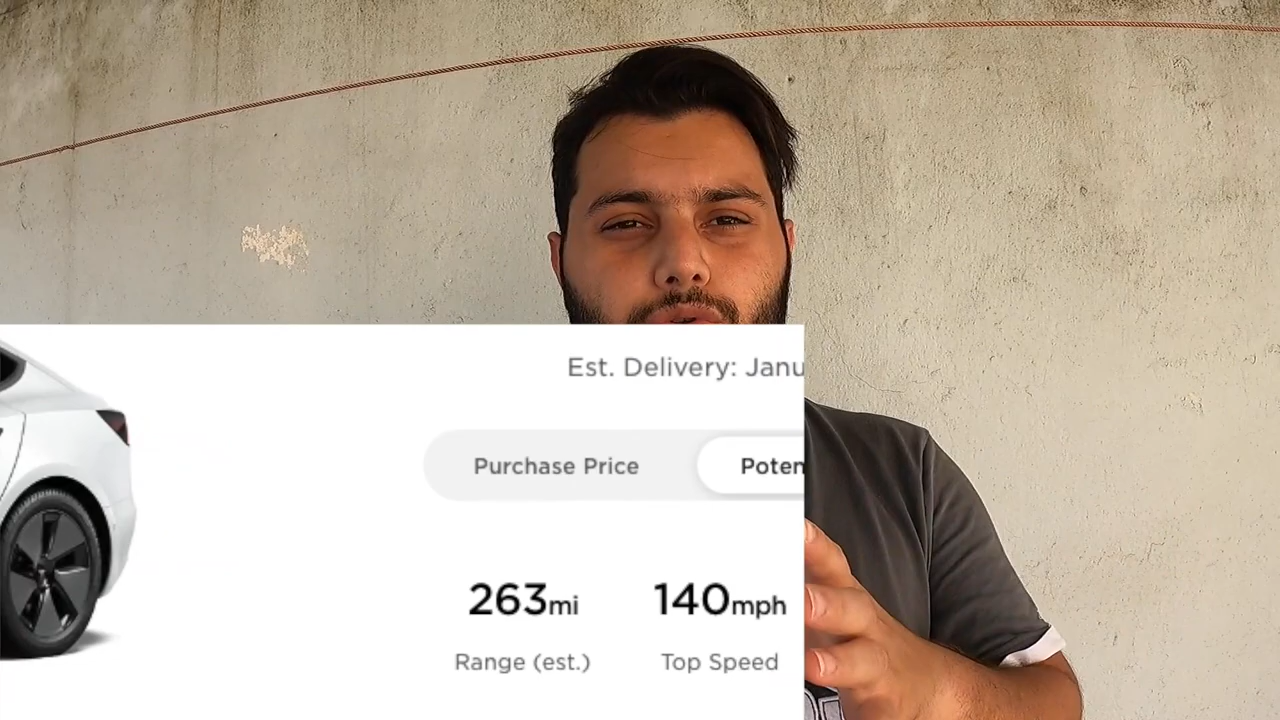 Est. Delivery: Janu
Purchase Price
Poten
263mi
140mph
Range (est.)
Top Speed